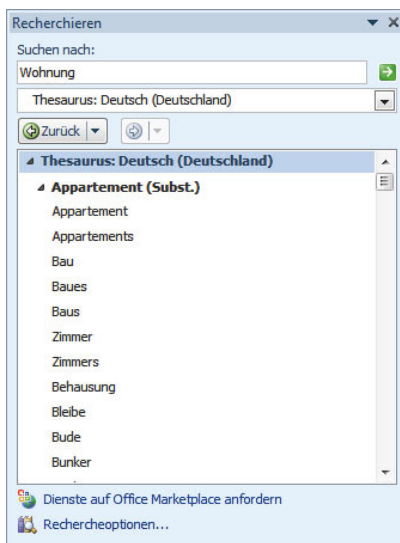 Recherchieren
Suchen nach:
Wohnung
Thesaurus: Deutsch (Deutschland)
Zurück
Thesaurus: Deutsch (Deutschland)
Appartement (Subst.)
Appartement
Appartements
Bau
Baues
Baus
Zimmer
Zimmers
Behausung
Bleibe
Bude
Bunker
Dienste auf Office Marketplace anfordern
Rechercheoptionen...